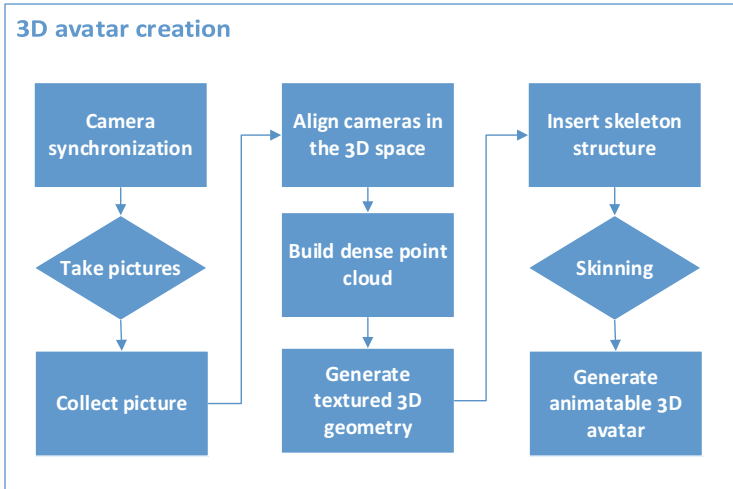 3D avatar creation
Camera
synchronization
Take pictures
Collect picture
Align cameras in
the 3D space
Build dense point
cloud
Generate
textured 3D
geometry
Insert skeleton
structure
Skinning
Generate
animatable 3D
avatar